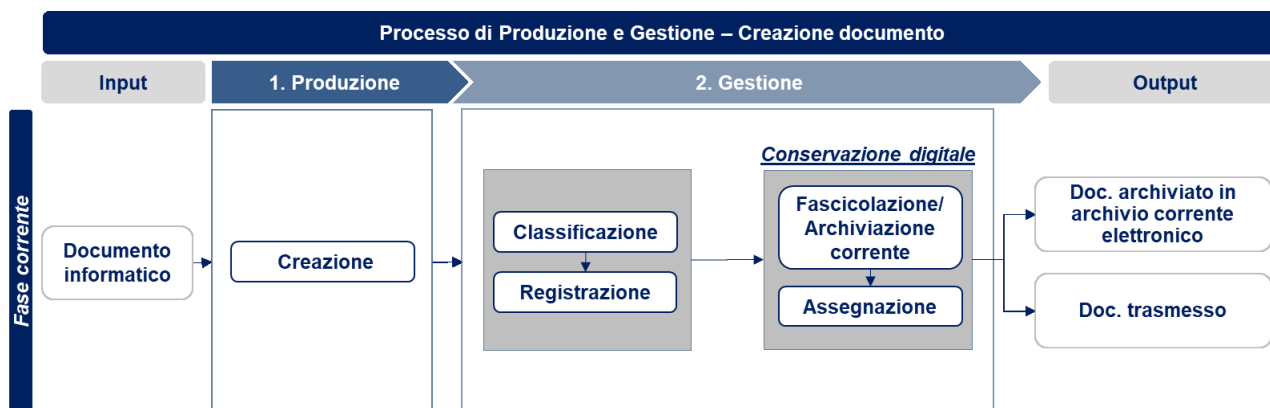 Processo di Produzione e Gestione – Creazione documento
Input
1. Produzione
2. Gestione
Output
Fase corrente
Documento
informatico
Creazione
Classificazione
Registrazione
Conservazione digitale
Fascicolazione/
Archiviazione
corrente
Assegnazione
Doc. archiviato in
archivio corrente
elettronico
Doc. trasmesso